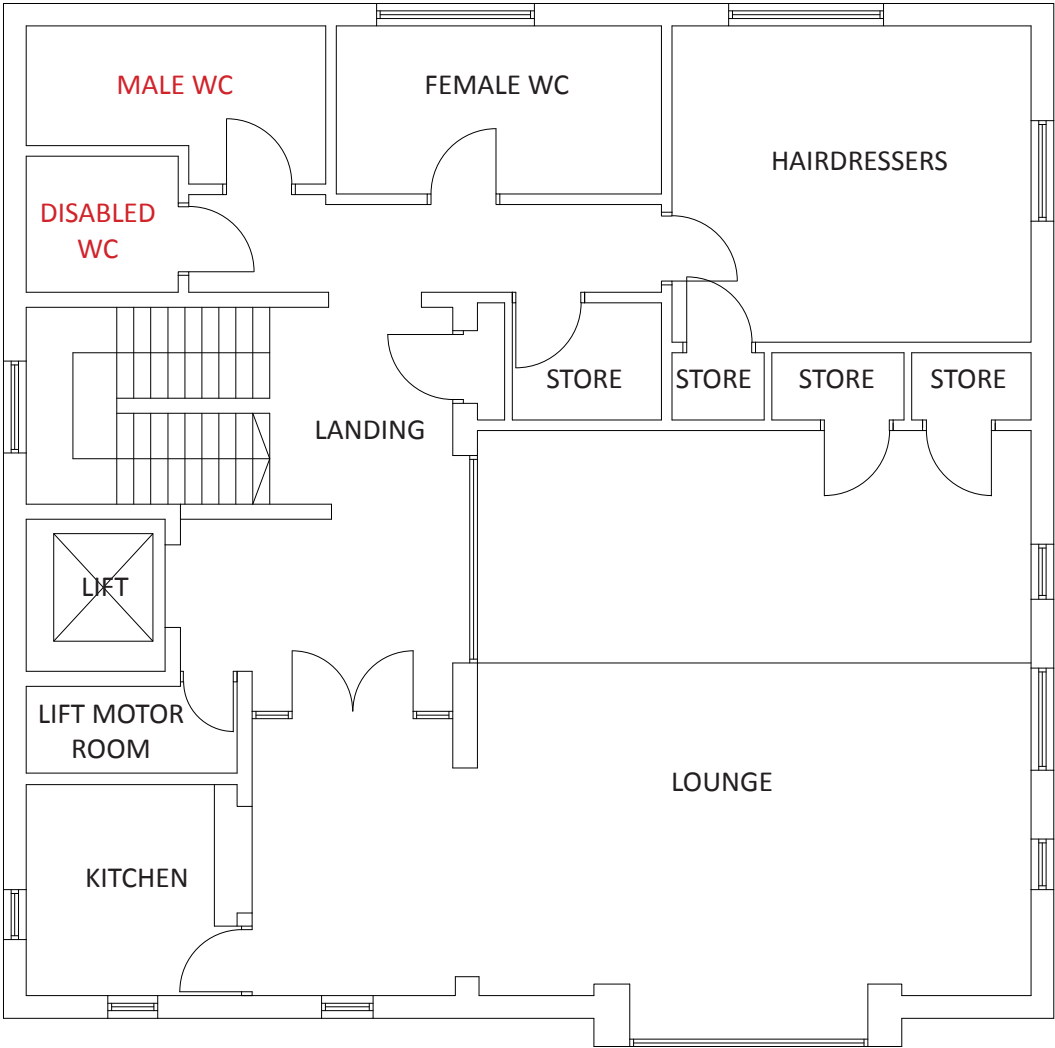 MALE WC
FEMALE WC
HAIRDRESSERS
DISABLED
WC
STORE
STORE
STORE
STORE
LANDING
LIFT
LIFT MOTOR
ROOM
LOUNGE
KITCHEN